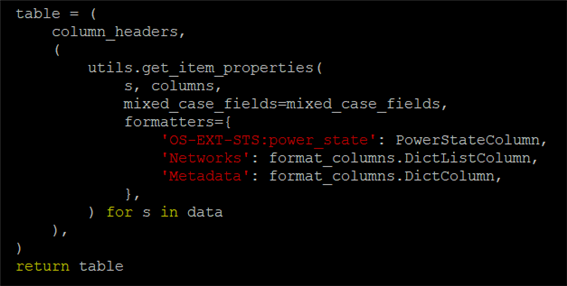 table = (
    column_headers,
    (
        utils.get_item_properties(
            s, columns,
            mixed_case_fields=mixed_case_fields,
            formatters={
                'OS-EXT-STS:power_state': PowerStateColumn,
                'Networks': format_columns.DictListColumn,
                'Metadata': format_columns.DictColumn,
            },
        ) for s in data
    ),
)
return table